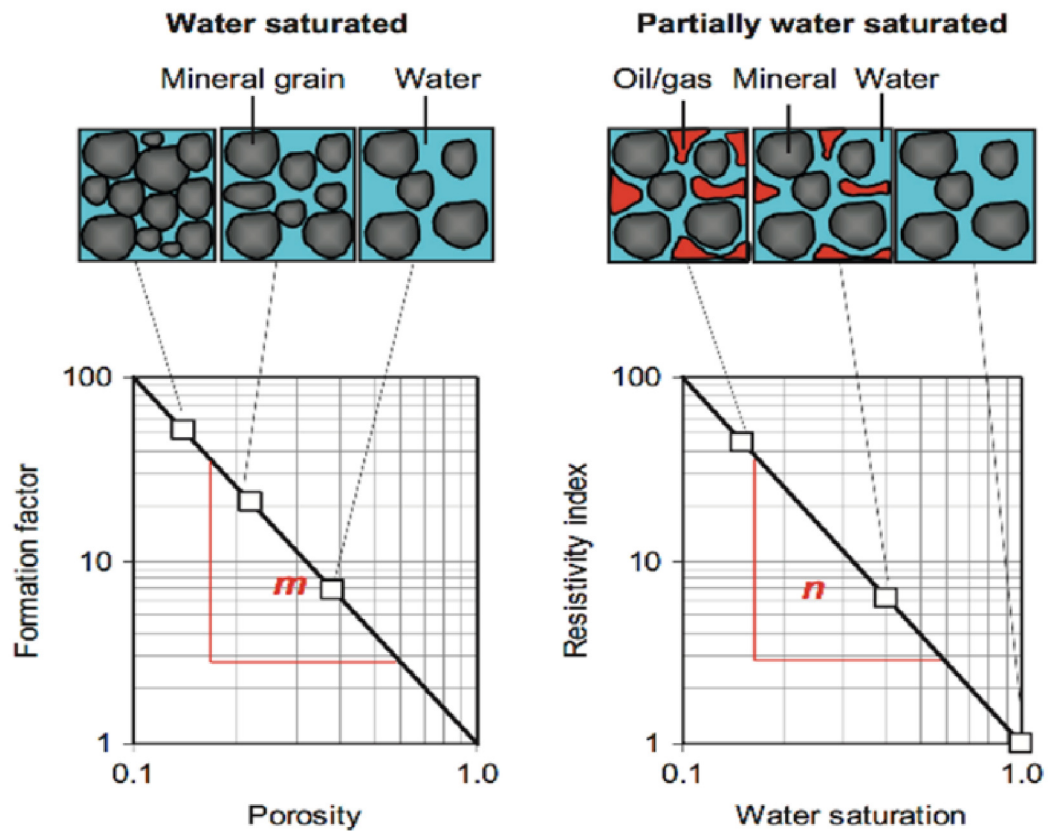 Water saturated
Mineral grain Water
100
10
1
0.1 1.0
Formation factor
Porosity
m
Partially water saturated
Oil/gas Mineral Water
100
10
1
0.1 1.0
Resistivity index
Water saturation
n